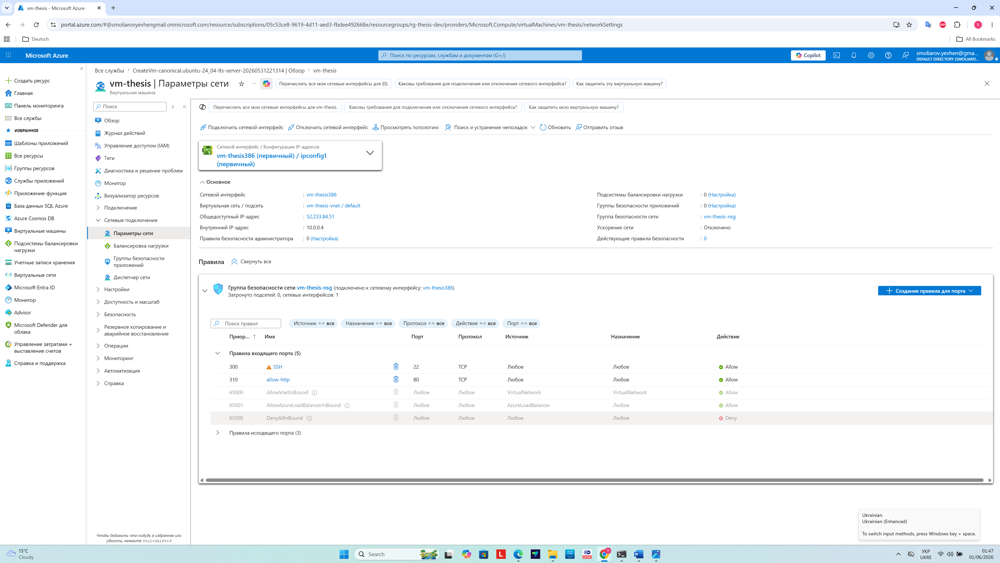 vm-thesis - Microsoft Azure
portal.azure.com/#@smoliarovyevhengmail.onmicrosoft.com/resource/subscriptions/05c53ce8-9619-4d11-aed3-fbdee492668e/resourcegroups/rg-thesis-dev/providers/Microsoft.Compute/virtualMachines/vm-thesis/networkSettings
ABP
Y
Deutsch
All Bookmarks
Microsoft Azure
Поиск по ресурсам, службам и документам (G+/)
Copilot
smoliarov.yevhen@gma...
DEFAULT DIRECTORY (SMOLIARO...
Создать ресурс
Главная
Панель мониторинга
Все службы
ИЗБРАННОЕ
Шаблоны приложений
Все ресурсы
Группы ресурсов
Службы приложений
Приложение-функция
База данных SQL Azure
Azure Cosmos DB
Виртуальные машины
Подсистемы балансировки
нагрузки
Учетные записи хранения
Виртуальные сети
Microsoft Entra ID
Монитор
Advisor
Microsoft Defender для
облака
Управление затратами +
выставление счетов
Справка и поддержка
Все службы > CreateVm-canonical.ubuntu-24_04-lts-server-20260531221314 | Обзор > vm-thesis
vm-thesis | Параметры сети
Виртуальная машина
Перечислить все мои сетевые интерфейсы для {0}.
Каковы требования для подключения или отключения сетевого интерфейса?
Как защитить эту виртуальную машину?
Поиск
Обзор
Журнал действий
Управление доступом (IAM)
Теги
Диагностика и решение проблем
Монитор
Визуализатор ресурсов
Подключение
Сетевые подключения
Параметры сети
Балансировка нагрузки
Группы безопасности
приложений
Диспетчер сети
Настройки
Доступность и масштаб
Безопасность
Резервное копирование и
аварийное восстановление
Операции
Мониторинг
Автоматизация
Справка
Чтобы добавить что-нибудь в избранное или
удалить, нажмите Ctrl+Shift+F
Перечислить все мои сетевые интерфейсы для vm-thesis.
Каковы требования для подключения или отключения сетевого интерфейса?
Как защитить мою виртуальную машину?
Подключить сетевой интерфейс
Отключить сетевой интерфейс
Просмотреть топологию
Поиск и устранение неполадок
Обновить
Отправить отзыв
Сетевой интерфейс / Конфигурация IP-адресов
vm-thesis386 (первичный) / ipconfig1
(первичный)
Основное
Сетевой интерфейс : vm-thesis386
Виртуальная сеть / подсеть : vm-thesis-vnet / default
Общедоступный IP-адрес : 52.233.84.51
Внутренний IP-адрес : 10.0.0.4
Правила безопасности администратора : 0 (Настройка)
Подсистемы балансировки нагрузки : 0 (Настройка)
Группы безопасности приложений : 0 (Настройка)
Группа безопасности сети : vm-thesis-nsg
Ускорение сети : Отключено
Действующие правила безопасности : 0
Правила
Свернуть все
Группа безопасности сети vm-thesis-nsg (подключено к сетевому интерфейсу: vm-thesis386)
Затронуто подсетей: 0, сетевых интерфейсов: 1
Создание правила для порта
Поиск правил
Источник == все
Назначение == все
Протокол == все
Действие == все
Порт == все
Приор... ↑ Имя Порт Протокол Источник Назначение Действие
Правила входящего порта (5)
300 SSH 22 TCP Любое Любое Allow
310 allow-http 80 TCP Любое Любое Allow
65000 AllowVnetInBound Любое Любое VirtualNetwork VirtualNetwork Allow
65001 AllowAzureLoadBalancerInBound Любое Любое AzureLoadBalancer Любое Allow
65500 DenyAllInBound Любое Любое Любое Любое Deny
Правила исходящего порта (3)
Ukrainian
Ukrainian (Enhanced)
To switch input methods, press Windows key + space.
15°C
Cloudy
Search
УКР
UKRE
01:47
01/06/2026